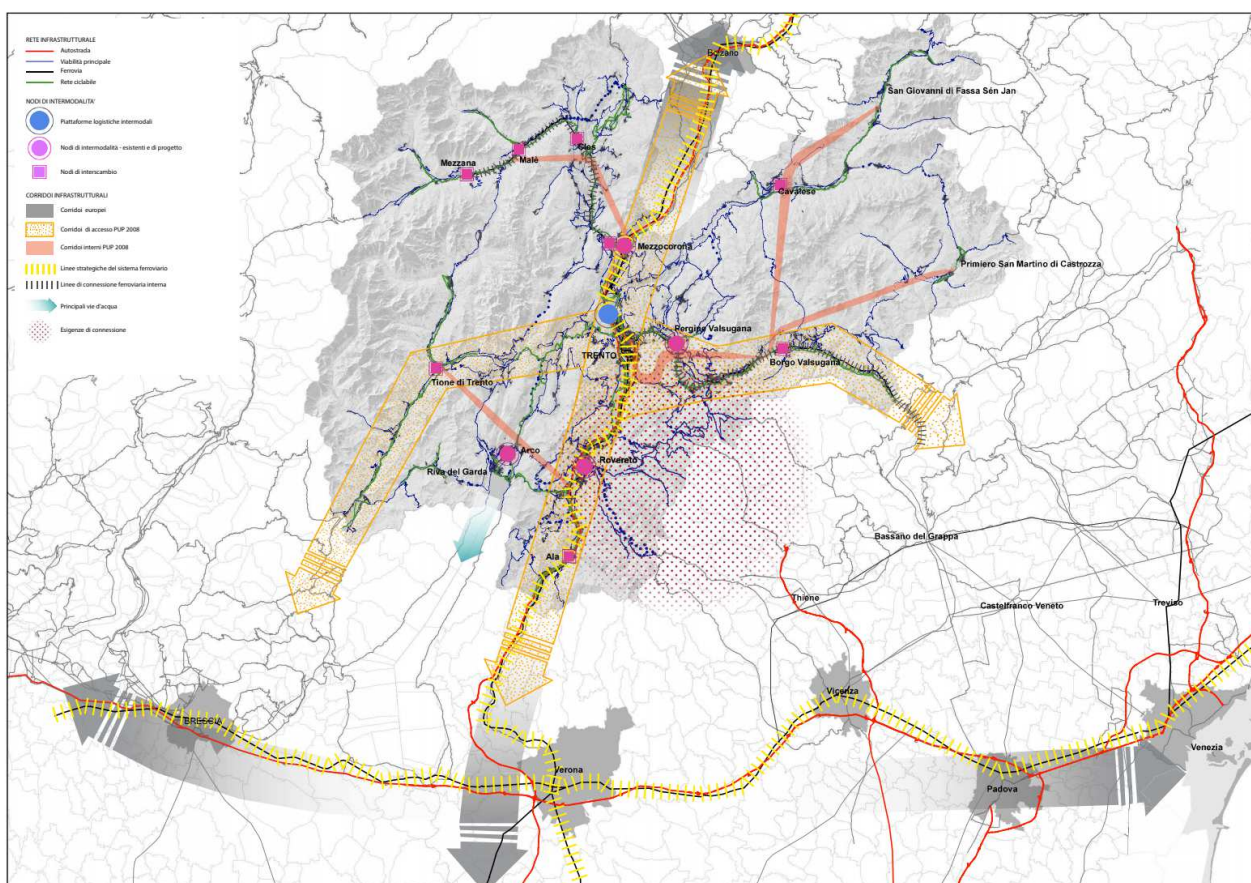 RETE INFRASTRUTTURALE
Autostrada
Viabilità principale
Ferrovia
Rete ciclabile
NODI DI INTERMODALITA'
Piattaforme logistiche intermodali
Nodi di intermodalità - esistenti e di progetto
Nodi di interscambio
CORRIDOI INFRASTRUTTURALI
Corridoi europei
Corridoi di accesso PUP 2008
Corridoi interni PUP 2008
Linee strategiche del sistema ferroviario
Linee di connessione ferroviaria interna
Principali vie d'acqua
Esigenze di connessione
Bolzano
San Giovanni di Fassa Sèn Jan
Cles
Malè
Mezzana
Cavalese
Mezzocorona
Primiero San Martino di Castrozza
Pergine Valsugana
TRENTO
Borgo Valsugana
Tione di Trento
Arco
Riva del Garda
Rovereto
Ala
Bassano del Grappa
Thiene
Castelfranco Veneto
Treviso
Vicenza
BRESCIA
Venezia
Verona
Padova